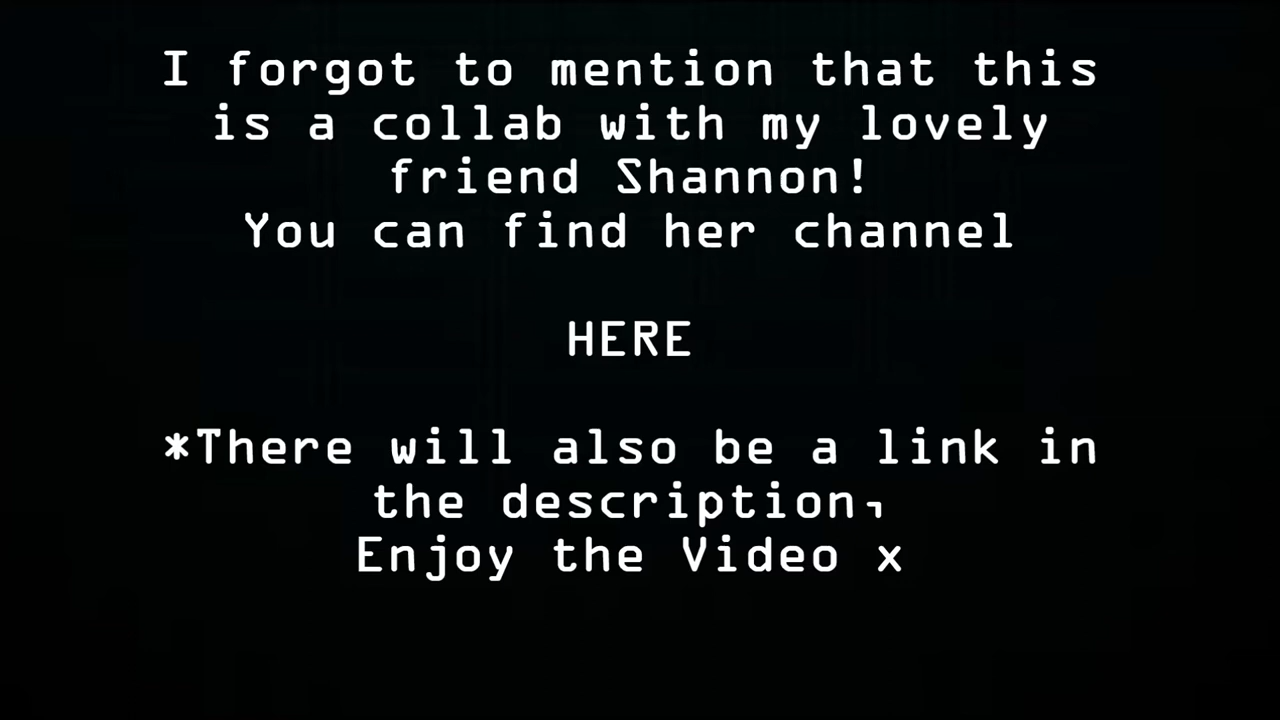 I forgot to mention that this
is a collab with my lovely
friend Shannon!
You can find her channel
HERE
*There will also be a link in
the description,
Enjoy the Video x